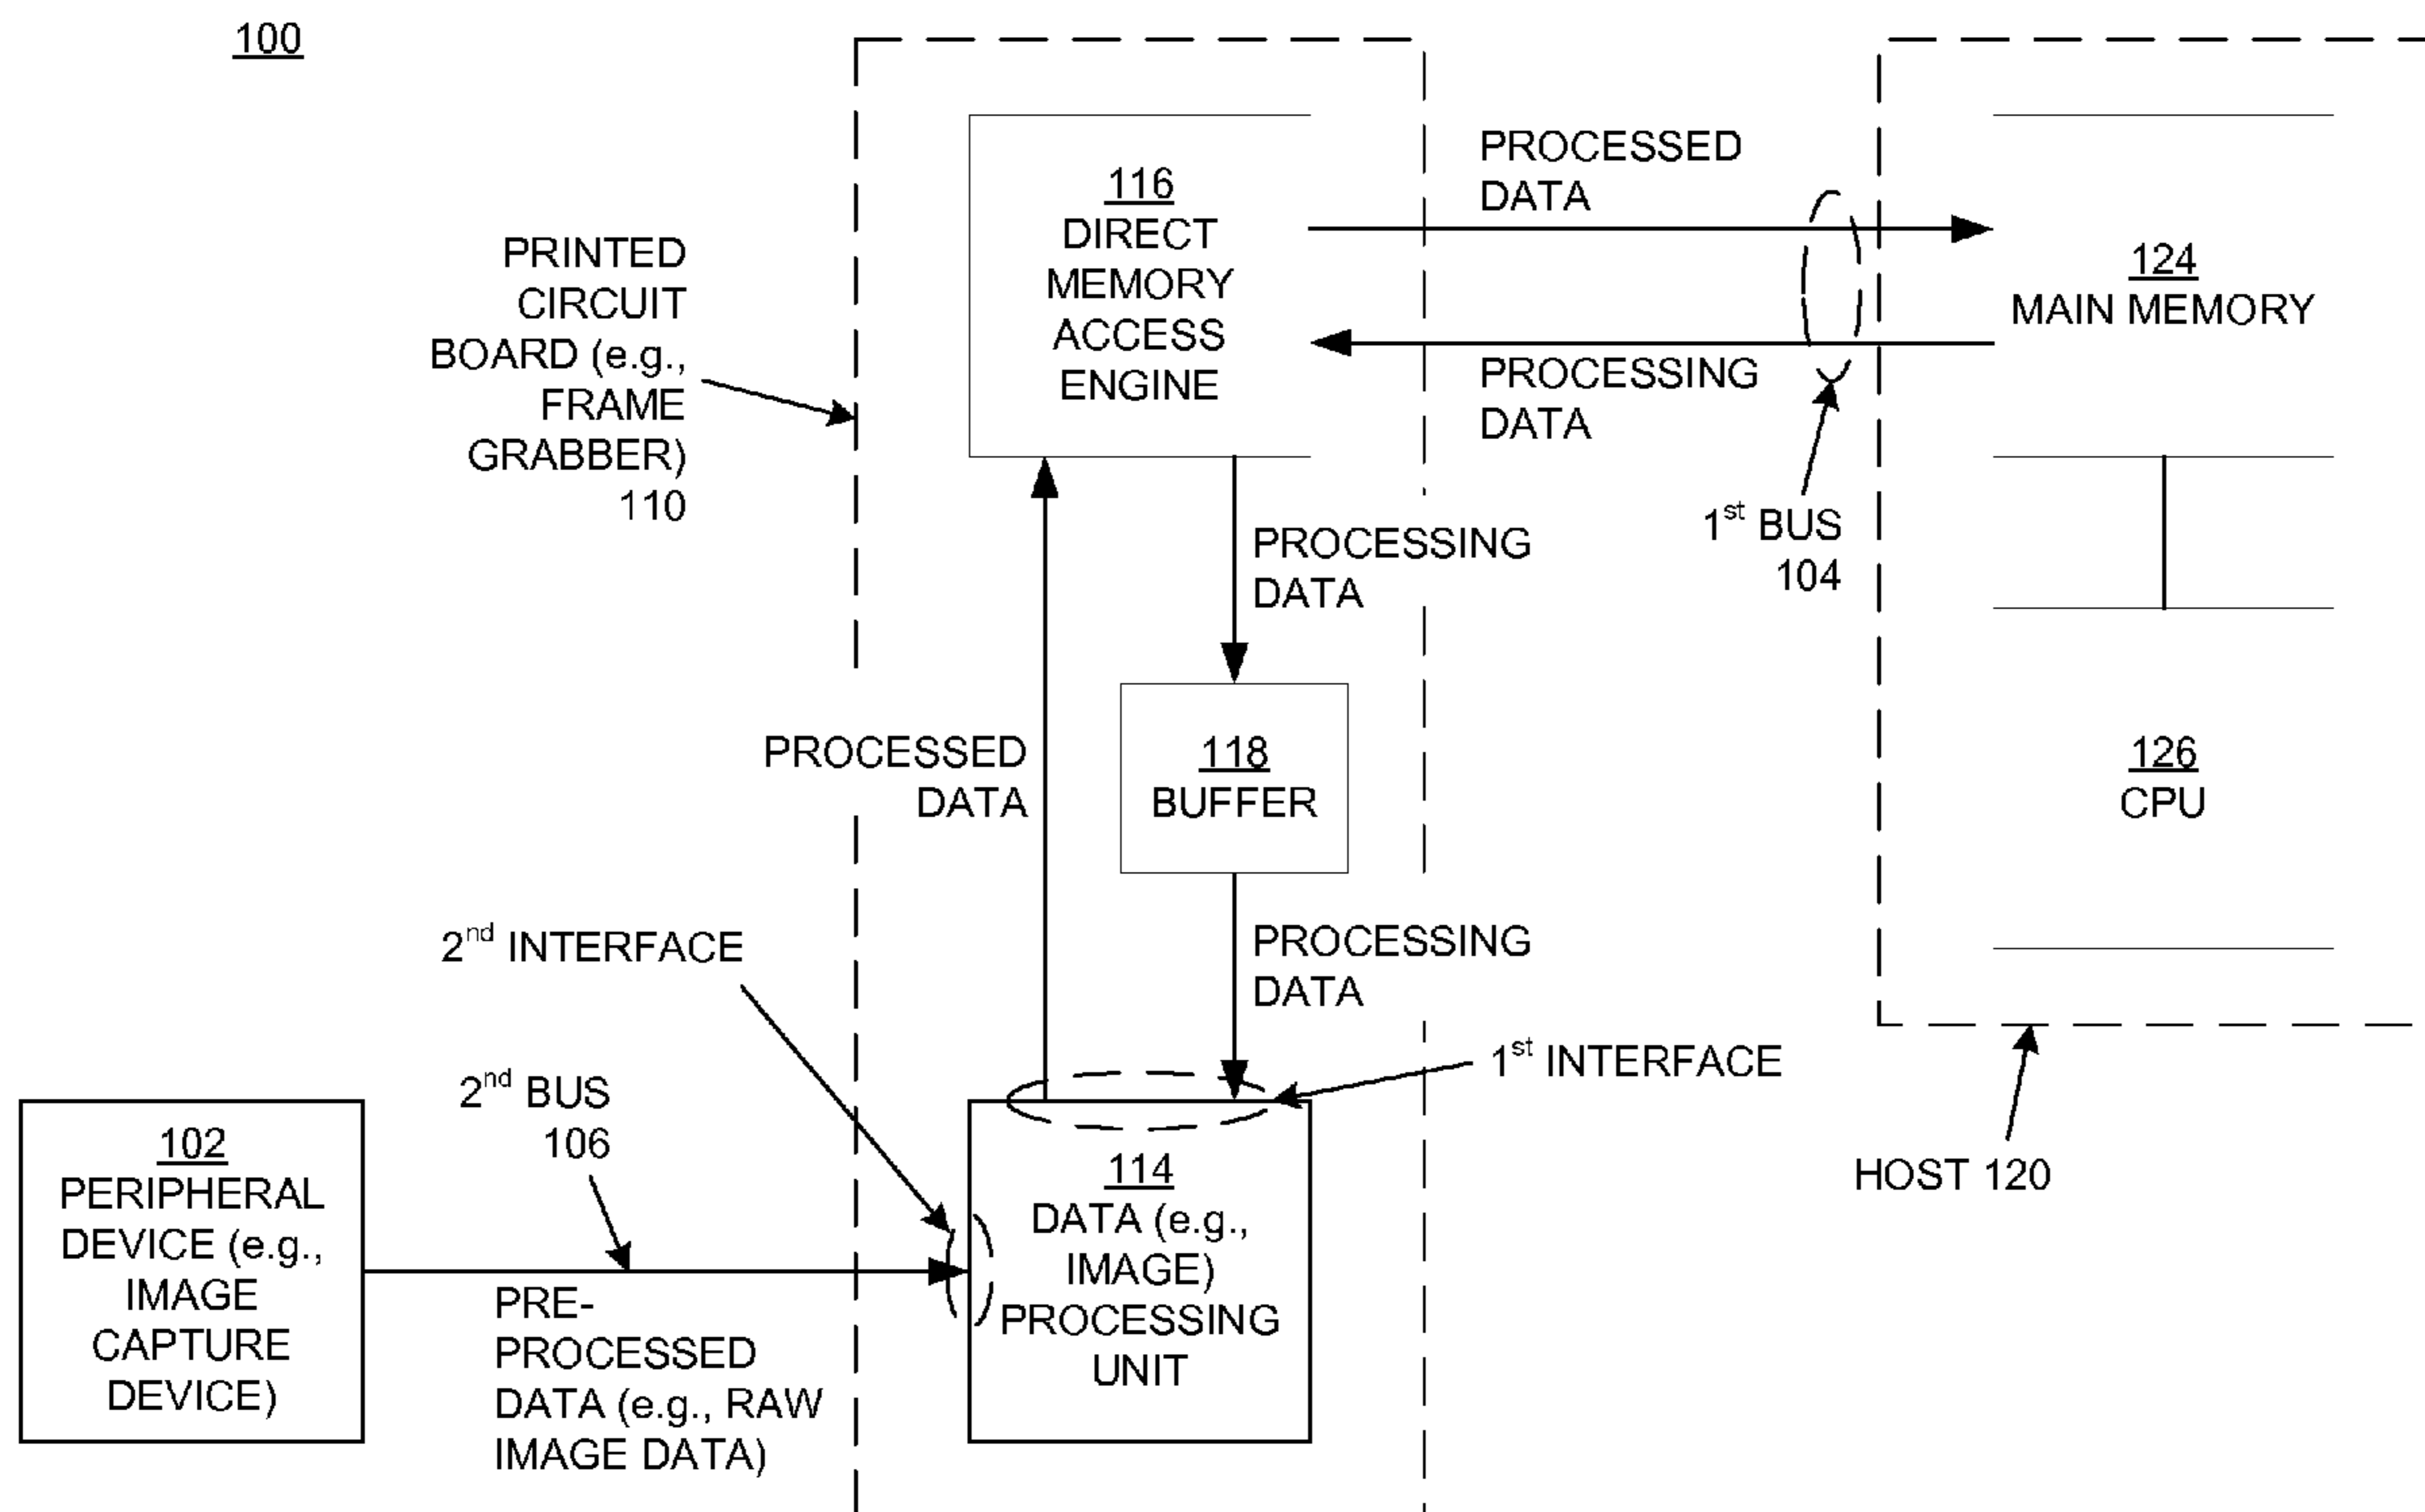 100
PRINTED
CIRCUIT
BOARD (e.g.,
FRAME
GRABBER)
110
116
DIRECT
MEMORY
ACCESS
ENGINE
PROCESSED
DATA
PROCESSING
DATA
1st BUS
104
124
MAIN MEMORY
PROCESSING
DATA
PROCESSED
DATA
118
BUFFER
126
CPU
PROCESSING
DATA
2nd INTERFACE
1st INTERFACE
2nd BUS
106
HOST 120
102
PERIPHERAL
DEVICE (e.g.,
IMAGE
CAPTURE
DEVICE)
PRE-
PROCESSED
DATA (e.g., RAW
IMAGE DATA)
114
DATA (e.g.,
IMAGE)
PROCESSING
UNIT